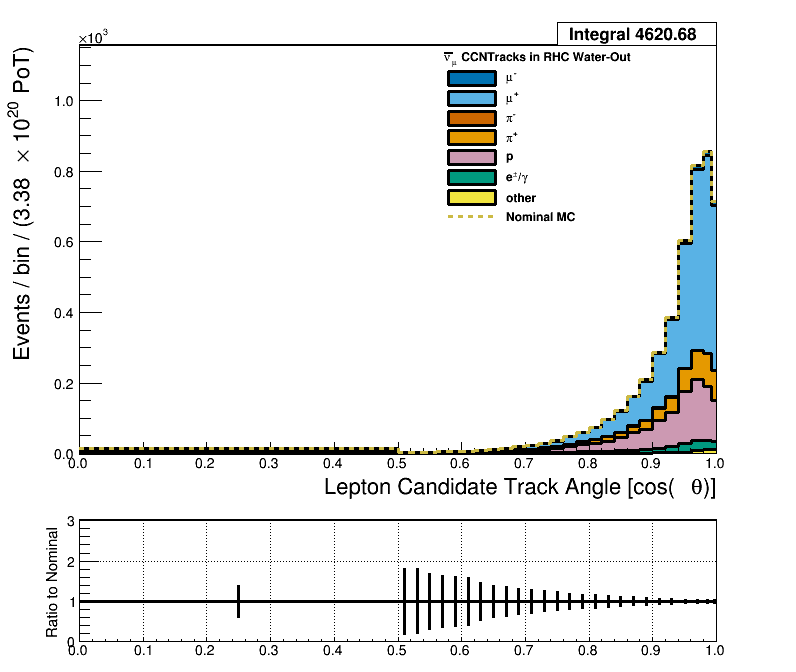 Integral 4620.68
×10³
ν̅μ CCNTracks in RHC Water-Out
μ⁻
μ⁺
π⁻
π⁺
p
e±/γ
other
Nominal MC
Events / bin / (3.38 × 10²⁰ PoT)
1.0
0.8
0.6
0.4
0.2
0.0
0.0 0.1 0.2 0.3 0.4 0.5 0.6 0.7 0.8 0.9 1.0
Lepton Candidate Track Angle [cos( θ)]
Ratio to Nominal
3
2
1
0
0.0 0.1 0.2 0.3 0.4 0.5 0.6 0.7 0.8 0.9 1.0